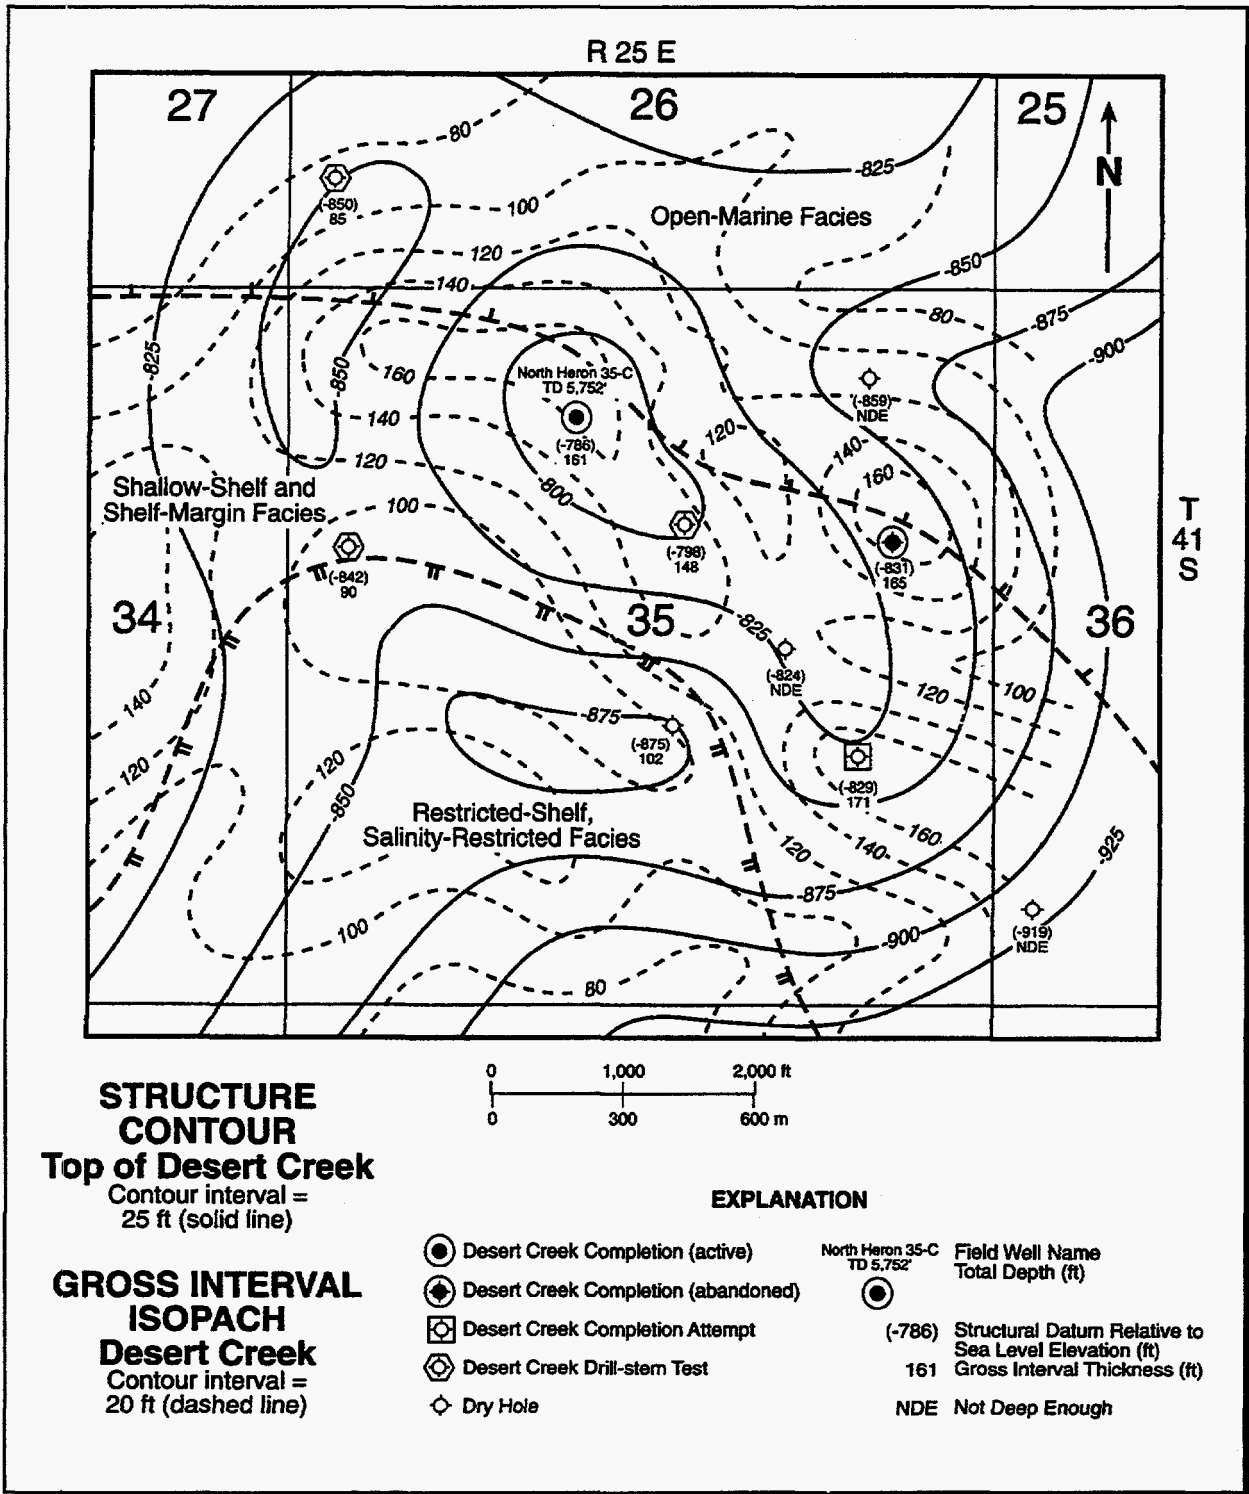 R 25 E
27
26
25
N
80
-825
(-850)
85
100
Open-Marine Facies
120
-850
140
80
-875
-900
-825
-850
160
North Heron 35-C
TD 5,752'
(-786)
161
(-859)
NDE
140
120
140
120
160
-800
Shallow-Shelf and
Shelf-Margin Facies
100
T
41
S
(-798)
148
(-831)
165
(-842)
90
34
35
36
-825
(-824)
NDE
120
100
140
-875
(-875)
102
120
120
-850
(-829)
171
Restricted-Shelf,
Salinity-Restricted Facies
160
140
120
-925
-875
100
-900
(-919)
NDE
80
0
1,000
2,000 ft
0
300
600 m
STRUCTURE
CONTOUR
Top of Desert Creek
Contour interval =
25 ft (solid line)
GROSS INTERVAL
ISOPACH
Desert Creek
Contour interval =
20 ft (dashed line)
EXPLANATION
Desert Creek Completion (active)
Desert Creek Completion (abandoned)
Desert Creek Completion Attempt
Desert Creek Drill-stem Test
Dry Hole
North Heron 35-C
TD 5,752'
Field Well Name
Total Depth (ft)
(-786) Structural Datum Relative to
Sea Level Elevation (ft)
161 Gross Interval Thickness (ft)
NDE Not Deep Enough